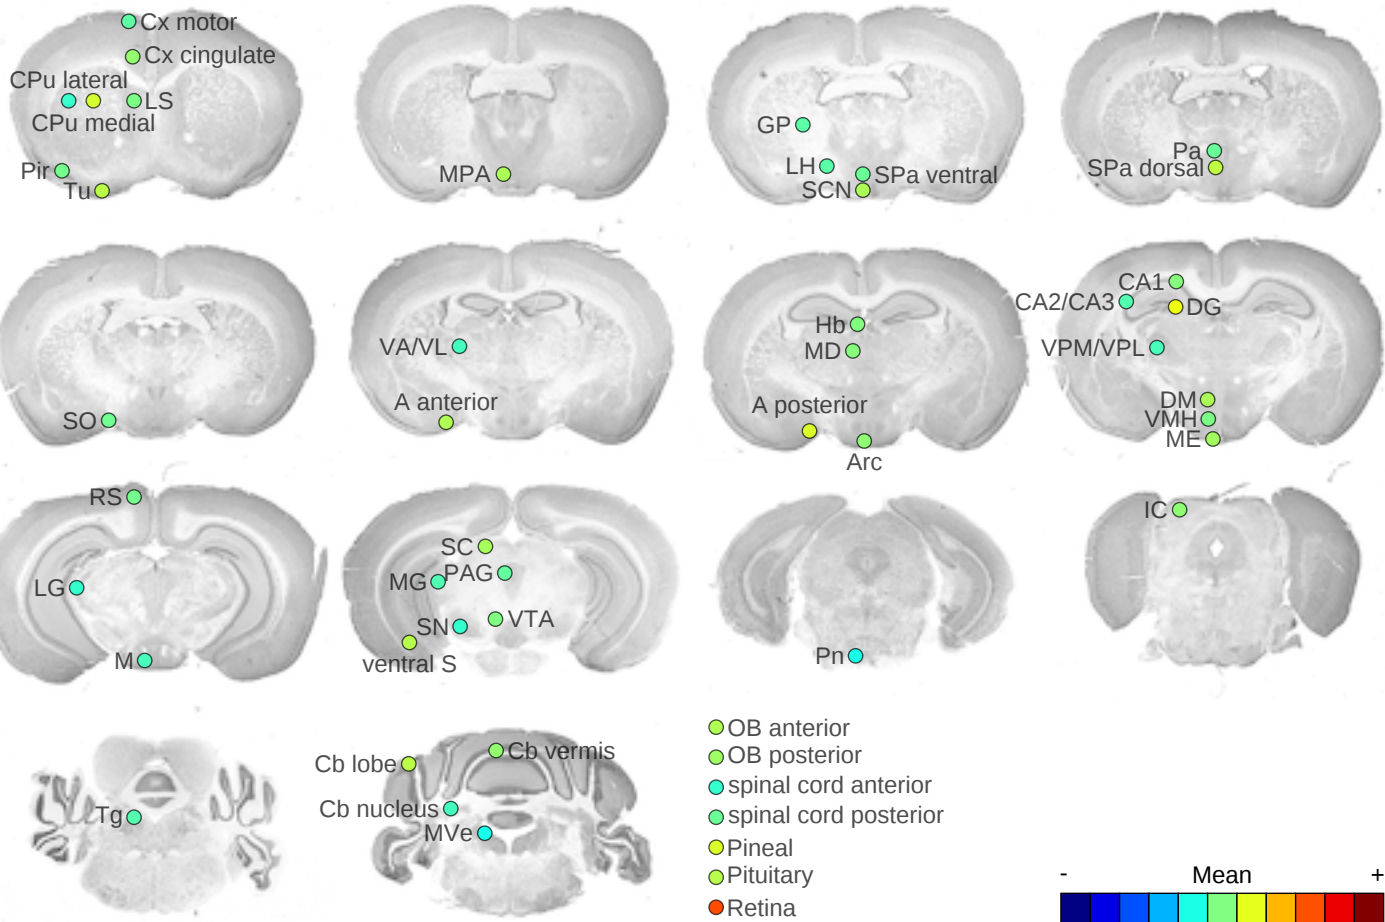 Cx motor
Cx cingulate
CPu lateral
LS
CPu medial
Pir
Tu
MPA
GP
LH
SPa ventral
SCN
Pa
SPa dorsal
SO
VA/VL
A anterior
Hb
MD
A posterior
Arc
CA1
CA2/CA3
DG
VPM/VPL
DM
VMH
ME
RS
LG
M
SC
MG
PAG
SN
VTA
ventral S
Pn
IC
Tg
Cb lobe
Cb vermis
Cb nucleus
MVe
OB anterior
OB posterior
spinal cord anterior
spinal cord posterior
Pineal
Pituitary
Retina
- Mean +